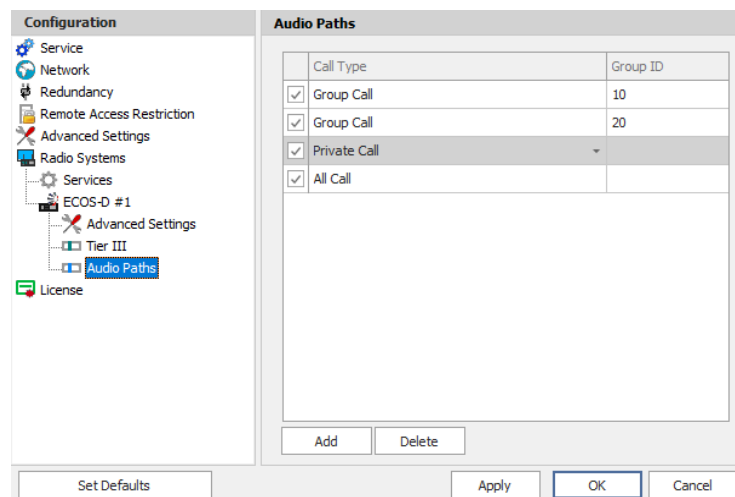 Configuration
Service
Network
Redundancy
Remote Access Restriction
Advanced Settings
Radio Systems
Services
ECOS-D #1
Advanced Settings
Tier III
Audio Paths
License
Audio Paths
Call Type Group ID
Group Call 10
Group Call 20
Private Call
All Call
Add Delete
Set Defaults Apply OK Cancel